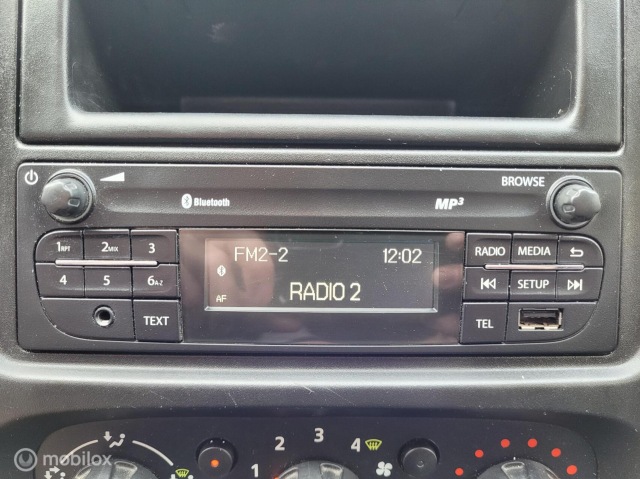 BROWSE
Bluetooth
MP3
1RPT 2MIX 3
FM2-2 12:02
RADIO MEDIA
4 5 6A-Z
AF RADIO 2
SETUP
TEXT
TEL
1 2 3 4
mobilox